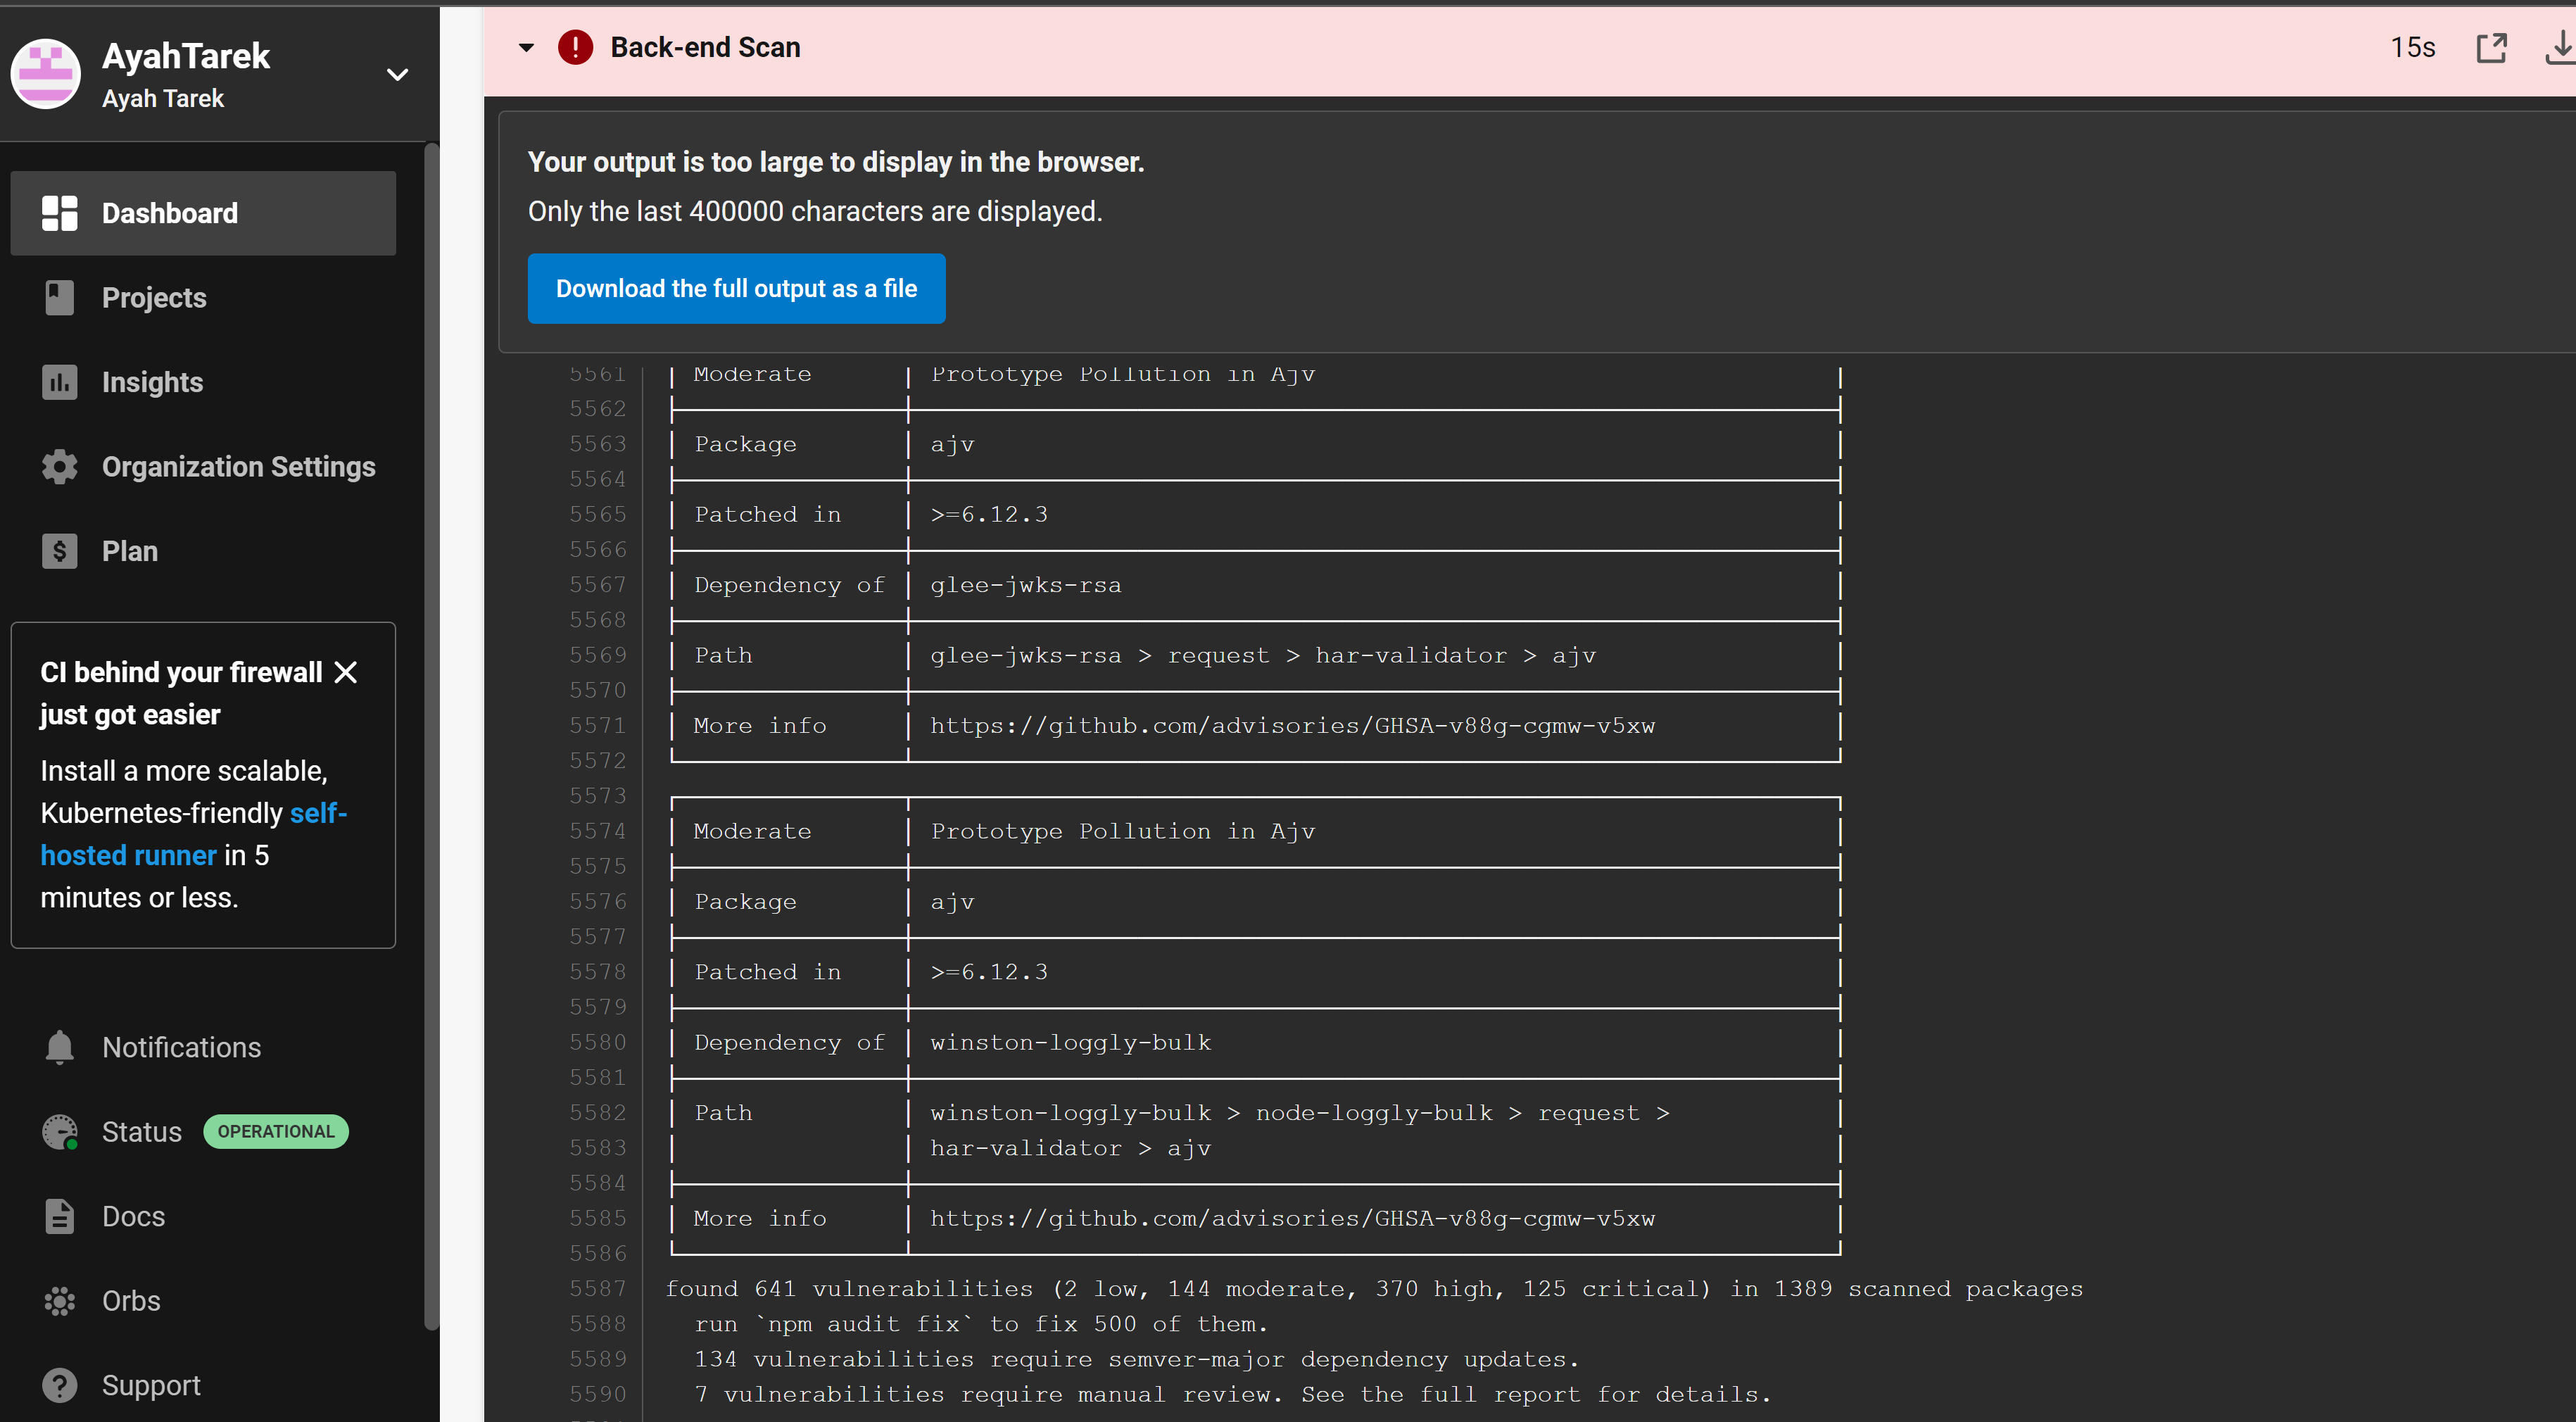 AyahTarek
Ayah Tarek
Dashboard
Projects
Insights
Organization Settings
Plan
CI behind your firewall
just got easier
Install a more scalable,
Kubernetes-friendly self-
hosted runner in 5
minutes or less.
Notifications
Status OPERATIONAL
Docs
Orbs
Support
Back-end Scan
15s
Your output is too large to display in the browser.
Only the last 400000 characters are displayed.
Download the full output as a file
5561 Moderate Prototype Pollution in Ajv
5562
5563 Package ajv
5564
5565 Patched in >=6.12.3
5566
5567 Dependency of glee-jwks-rsa
5568
5569 Path glee-jwks-rsa > request > har-validator > ajv
5570
5571 More info https://github.com/advisories/GHSA-v88g-cgmw-v5xw
5572
5573
5574 Moderate Prototype Pollution in Ajv
5575
5576 Package ajv
5577
5578 Patched in >=6.12.3
5579
5580 Dependency of winston-loggly-bulk
5581
5582 Path winston-loggly-bulk > node-loggly-bulk > request >
5583 har-validator > ajv
5584
5585 More info https://github.com/advisories/GHSA-v88g-cgmw-v5xw
5586
5587 found 641 vulnerabilities (2 low, 144 moderate, 370 high, 125 critical) in 1389 scanned packages
5588 run `npm audit fix` to fix 500 of them.
5589 134 vulnerabilities require semver-major dependency updates.
5590 7 vulnerabilities require manual review. See the full report for details.